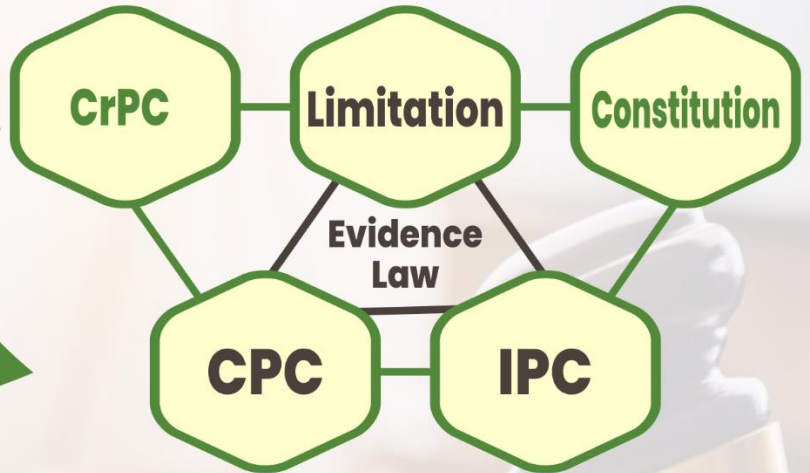 CrPC
Limitation
Constitution
Evidence
Law
CPC
IPC